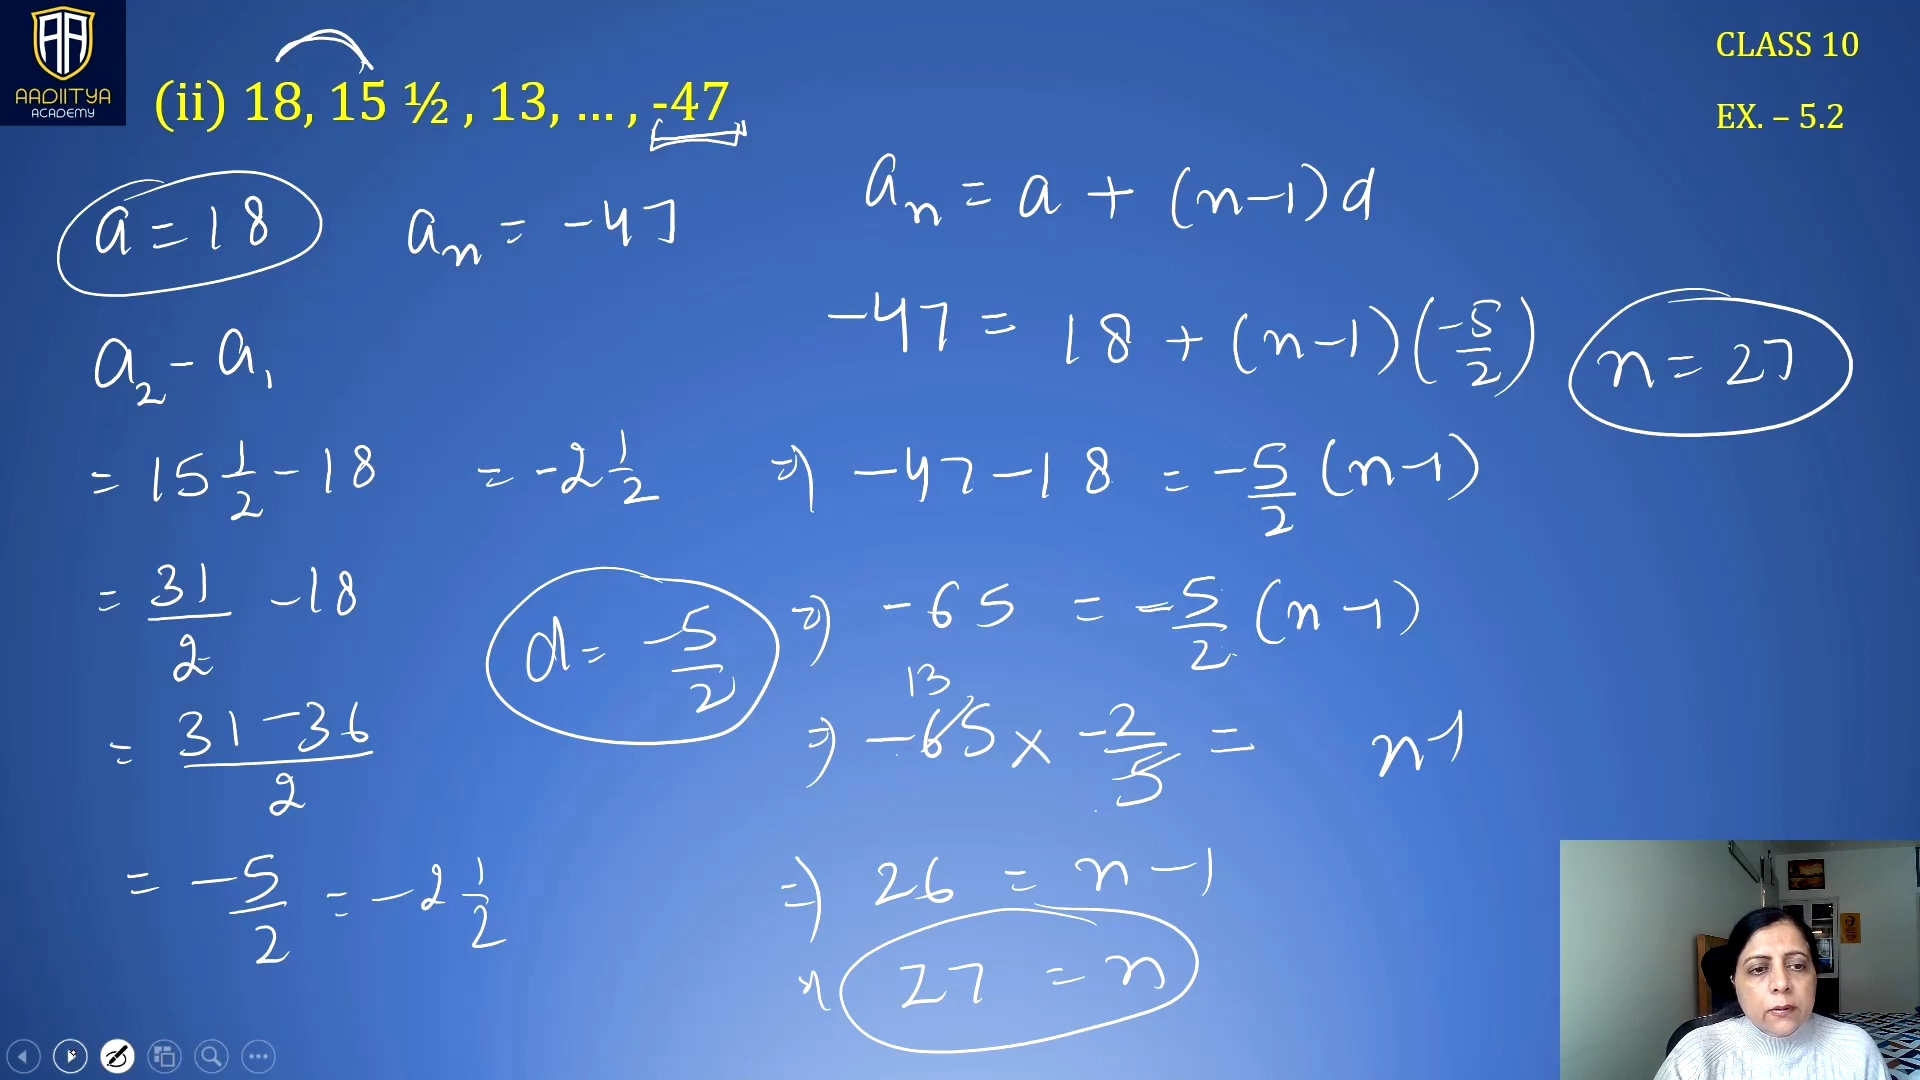 AADIITYA
ACADEMY
CLASS 10
EX. – 5.2
(ii) 18, 15 ½ , 13, ... , -47
a = 18
aₙ = -47
a₂ - a₁
= 15 1/2 - 18 = -2 1/2
= 31/2 - 18
= (31 - 36)/2
= -5/2 = -2 1/2
d = -5/2
aₙ = a + (n-1)d
-47 = 18 + (n-1)(-5/2)
n = 27
⇒ -47 - 18 = -5/2 (n-1)
⇒ -65 = -5/2 (n-1)
13
⇒ -65 × -2/5 = n-1
⇒ 26 = n - 1
27 = n